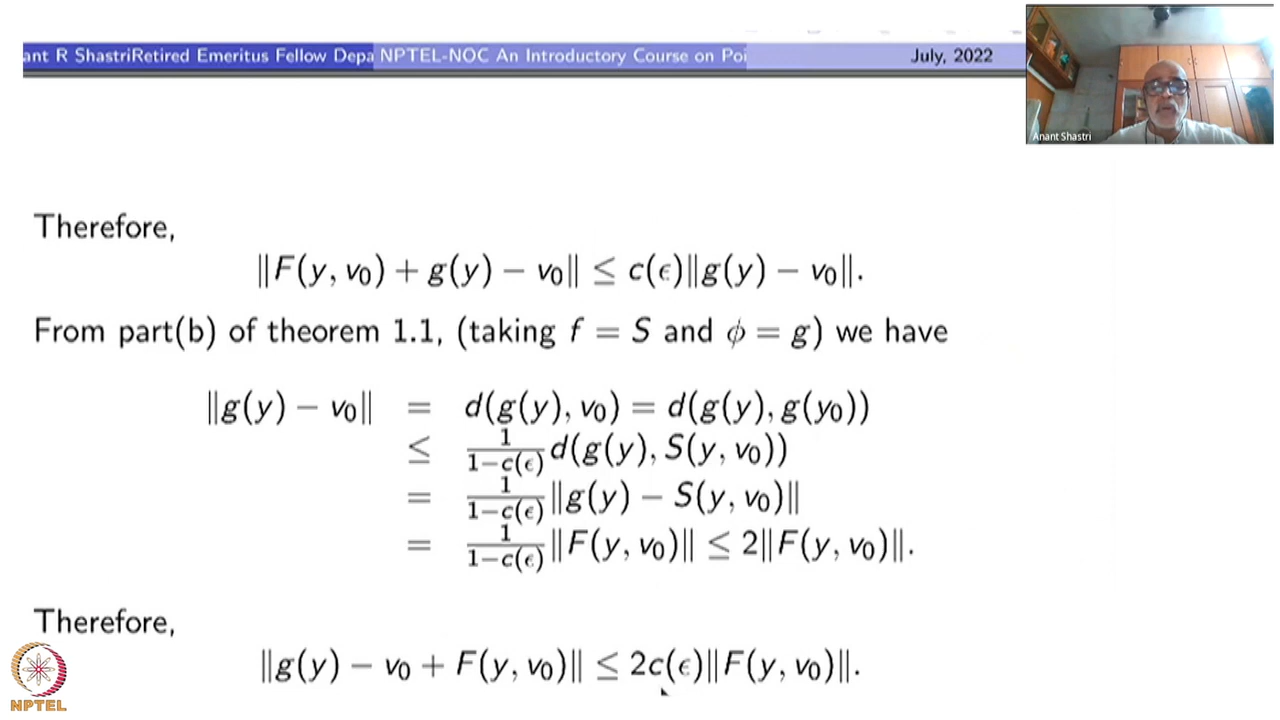 ant R ShastriRetired Emeritus Fellow Depa NPTEL-NOC An Introductory Course on Poi July, 2022
Anant Shastri
Therefore,
‖F(y, v₀) + g(y) − v₀‖ ≤ c(ϵ)‖g(y) − v₀‖.
From part(b) of theorem 1.1, (taking f = S and ϕ = g) we have
‖g(y) − v₀‖ = d(g(y), v₀) = d(g(y), g(y₀))
≤ 1/(1−c(ϵ)) d(g(y), S(y, v₀))
= 1/(1−c(ϵ)) ‖g(y) − S(y, v₀)‖
= 1/(1−c(ϵ)) ‖F(y, v₀)‖ ≤ 2‖F(y, v₀)‖.
Therefore,
‖g(y) − v₀ + F(y, v₀)‖ ≤ 2c(ϵ)‖F(y, v₀)‖.
NPTEL